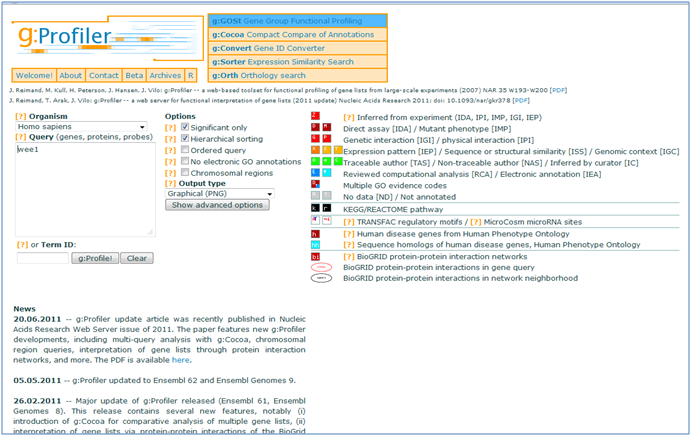 g:Profiler
g:GOSt Gene Group Functional Profiling
g:Cocoa Compact Compare of Annotations
g:Convert Gene ID Converter
g:Sorter Expression Similarity Search
g:Orth Orthology search
Welcome! About Contact Beta Archives R
J. Reimand, M. Kull, H. Peterson, J. Hansen, J. Vilo: g:Profiler -- a web-based toolset for functional profiling of gene lists from large-scale experiments (2007) NAR 35 W193-W200 [PDF]
J. Reimand, T. Arak, J. Vilo: g:Profiler -- a web server for functional interpretation of gene lists (2011 update) Nucleic Acids Research 2011; doi: 10.1093/nar/gkr378 [PDF]
[?] Organism
Homo sapiens
[?] Query (genes, proteins, probes)
wee1
[?] or Term ID:
g:Profile! Clear
Options
[?] Significant only
[?] Hierarchical sorting
[?] Ordered query
[?] No electronic GO annotations
[?] Chromosomal regions
[?] Output type
Graphical (PNG)
Show advanced options
[?] Inferred from experiment (IDA, IPI, IMP, IGI, IEP)
Direct assay [IDA] / Mutant phenotype [IMP]
Genetic interaction [IGI] / physical interaction [IPI]
Expression pattern [IEP] / Sequence or structural similarity [ISS] / Genomic context [IGC]
Traceable author [TAS] / Non-traceable author [NAS] / Inferred by curator [IC]
Reviewed computational analysis [RCA] / Electronic annotation [IEA]
Multiple GO evidence codes
No data [ND] / Not annotated
k r KEGG/REACTOME pathway
[?] TRANSFAC regulatory motifs / [?] MicroCosm microRNA sites
h [?] Human disease genes from Human Phenotype Ontology
hh [?] Sequence homologs of human disease genes, Human Phenotype Ontology
bi [?] BioGRID protein-protein interaction networks
BioGRID protein-protein interactions in gene query
BioGRID protein-protein interactions in network neighborhood
News
20.06.2011 -- g:Profiler update article was recently published in Nucleic
Acids Research Web Server issue of 2011. The paper features new g:Profiler
developments, including multi-query analysis with g:Cocoa, chromosomal
region queries, interpretation of gene lists through protein interaction
networks, and more. The PDF is available here.
05.05.2011 -- g:Profiler updated to Ensembl 62 and Ensembl Genomes 9.
26.02.2011 -- Major update of g:Profiler released (Ensembl 61, Ensembl
Genomes 8). This release contains several new features, notably (i)
introduction of g:Cocoa for comparative analysis of multiple gene lists, (ii)
interpretation of gene lists via protein-protein interactions of the BioGrid